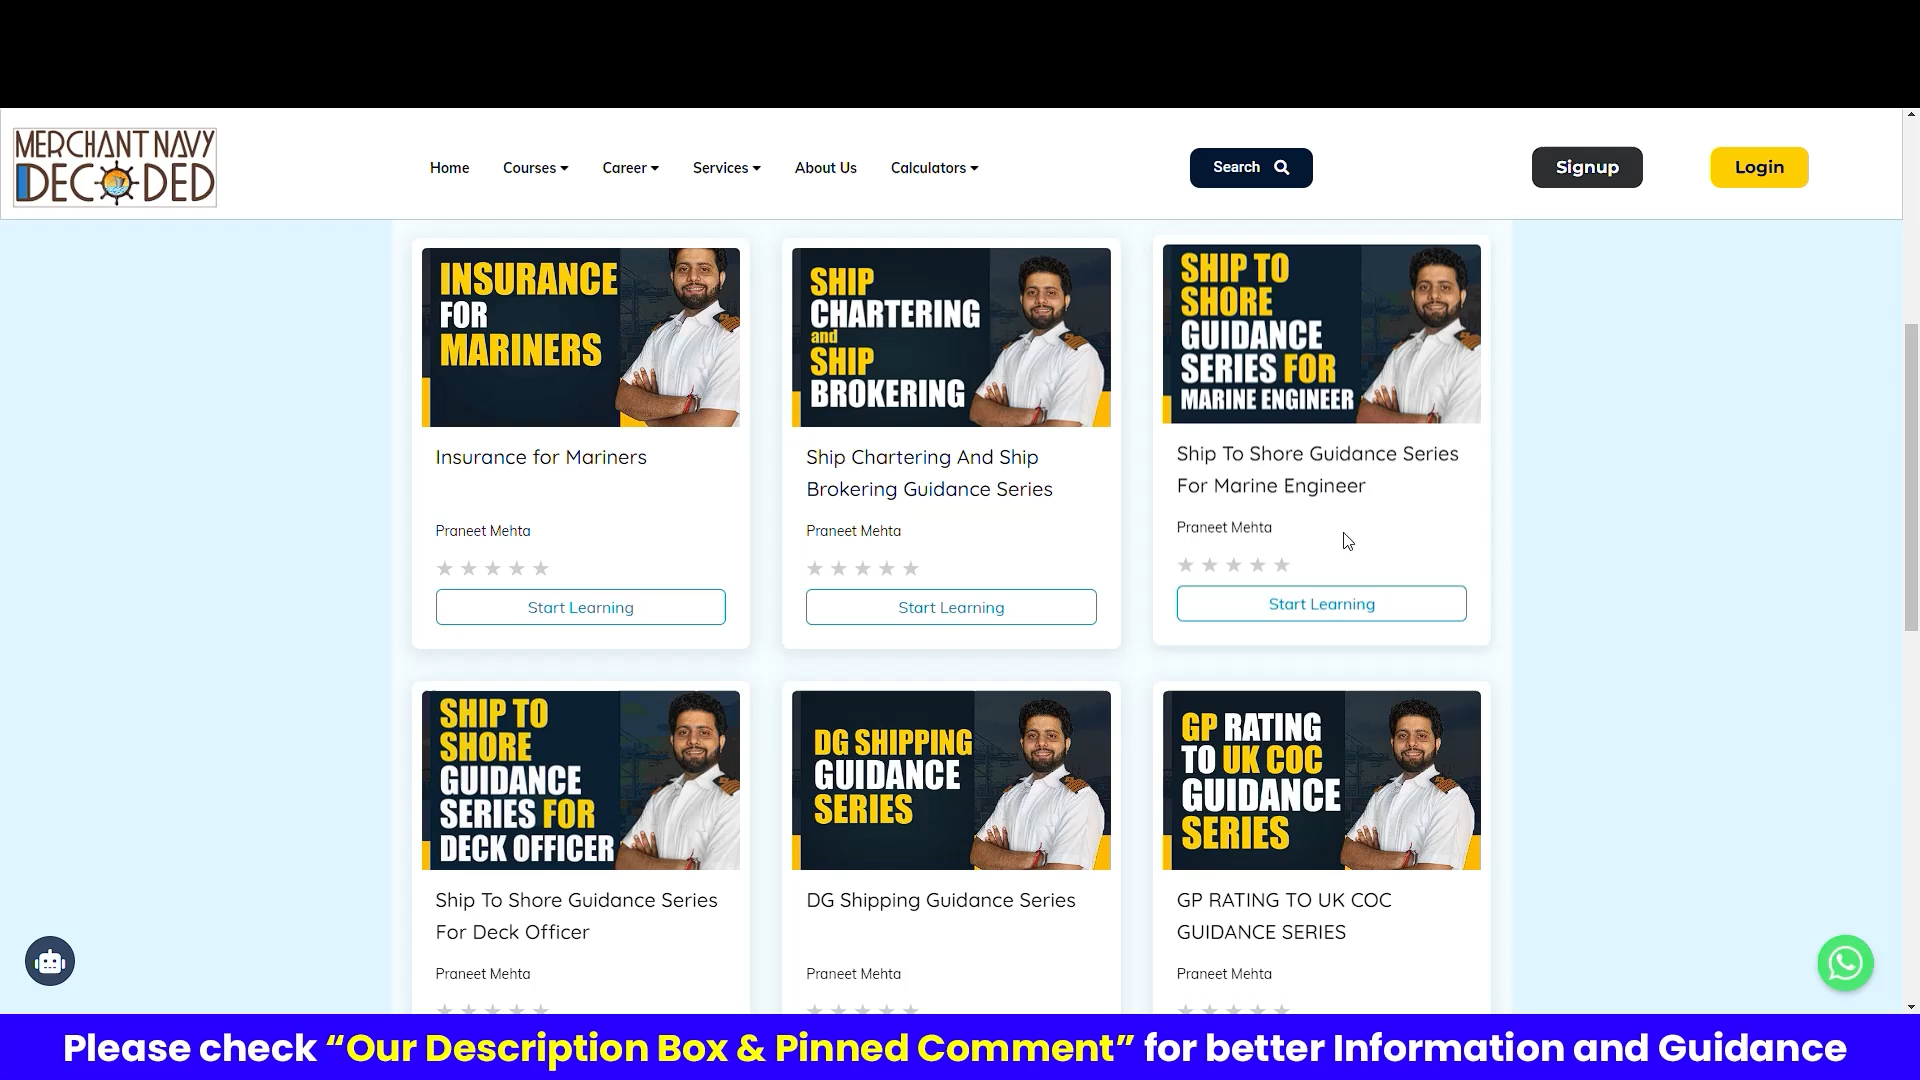 MERCHANT NAVY
DECODED
Home
Courses
Career
Services
About Us
Calculators
Search
Signup
Login
INSURANCE
FOR
MARINERS
Insurance for Mariners
Praneet Mehta
Start Learning
SHIP
CHARTERING
and
SHIP
BROKERING
Ship Chartering And Ship
Brokering Guidance Series
Praneet Mehta
Start Learning
SHIP TO
SHORE
GUIDANCE
SERIES FOR
MARINE ENGINEER
Ship To Shore Guidance Series
For Marine Engineer
Praneet Mehta
Start Learning
SHIP TO
SHORE
GUIDANCE
SERIES FOR
DECK OFFICER
Ship To Shore Guidance Series
For Deck Officer
Praneet Mehta
DG SHIPPING
GUIDANCE
SERIES
DG Shipping Guidance Series
Praneet Mehta
GP RATING
TO UK COC
GUIDANCE
SERIES
GP RATING TO UK COC
GUIDANCE SERIES
Praneet Mehta
Please check “Our Description Box & Pinned Comment” for better Information and Guidance